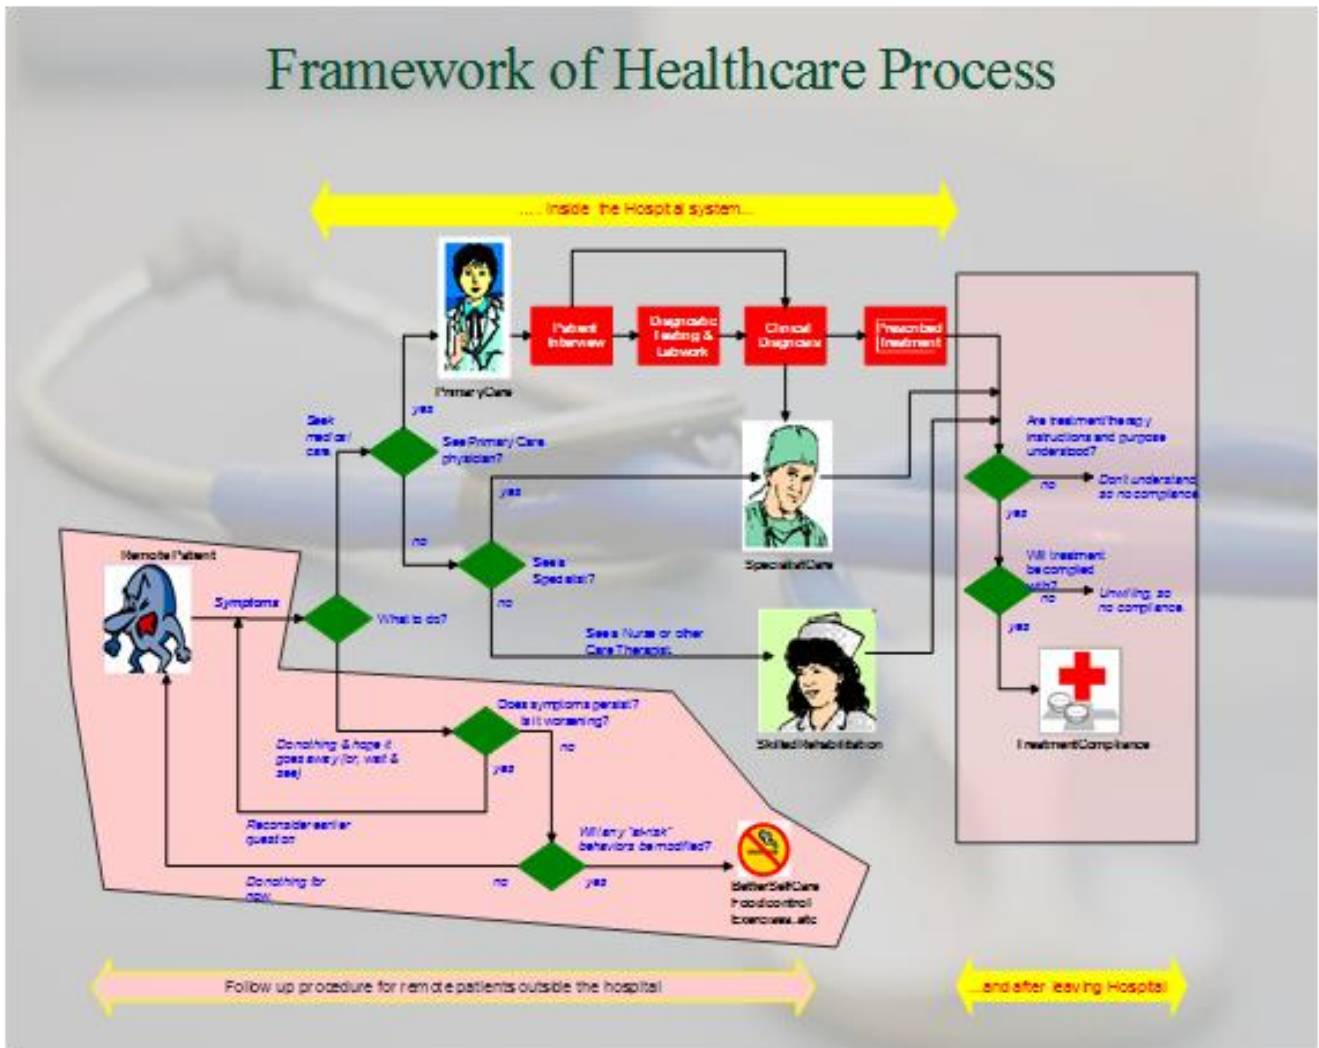 Framework of Healthcare Process
..... Inside the Hospital system...
Patient
Interview
Diagnostic
Testing &
Labwork
Clinical
Diagnosis
Prescribed
Treatment
Primary Care
yes
Seek
medical
care
See Primary Care
physician?
Are treatment/therapy
instructions and purpose
understood?
no
Don't understand,
so no compliance.
yes
yes
no
See a
Specialist?
no
Specialist Care
Will treatment
be complied
with?
no
Unwilling, so
no compliance.
yes
Remote Patient
Symptoms
What to do?
See a Nurse or other
Care Therapist.
Skilled Rehabilitation
Treatment Compliance
Does symptoms persist?
Is it worsening?
no
yes
Do nothing & hope it
goes away (or, wait &
see)
Reconsider earlier
question
Will any "at-risk"
behaviors be modified?
no
yes
Do nothing for
now.
Better Self Care
Food control
Exercises..etc
Follow up procedure for remote patients outside the hospital
...and after leaving Hospital